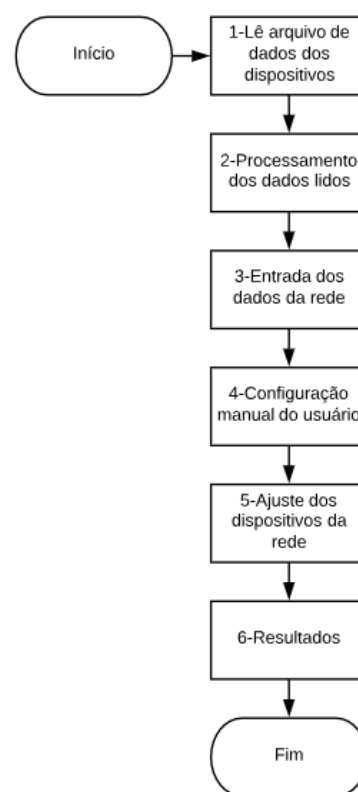 Início
1-Lê arquivo de
dados dos
dispositivos
2-Processamento
dos dados lidos
3-Entrada dos
dados da rede
4-Configuração
manual do usuário
5-Ajuste dos
dispositivos da
rede
6-Resultados
Fim